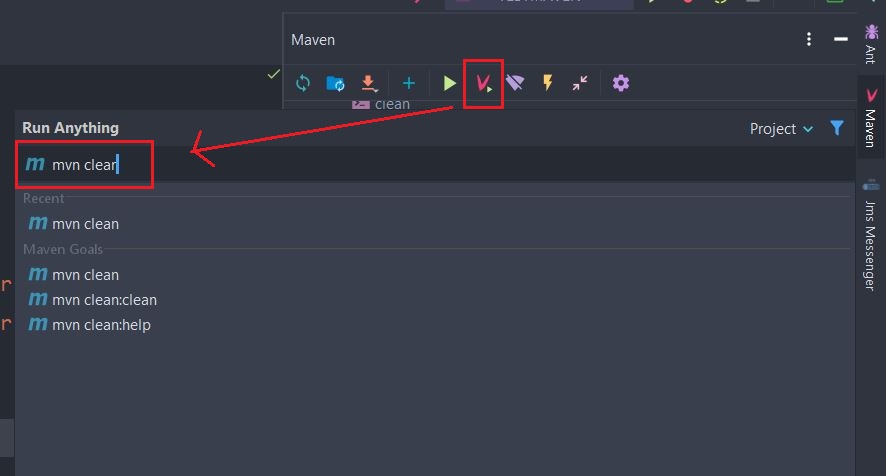 Maven
clean
Run Anything
Project
m mvn clean
Recent
m mvn clean
Maven Goals
m mvn clean
m mvn clean:clean
m mvn clean:help
r
r
Ant
Maven
Jms Messenger